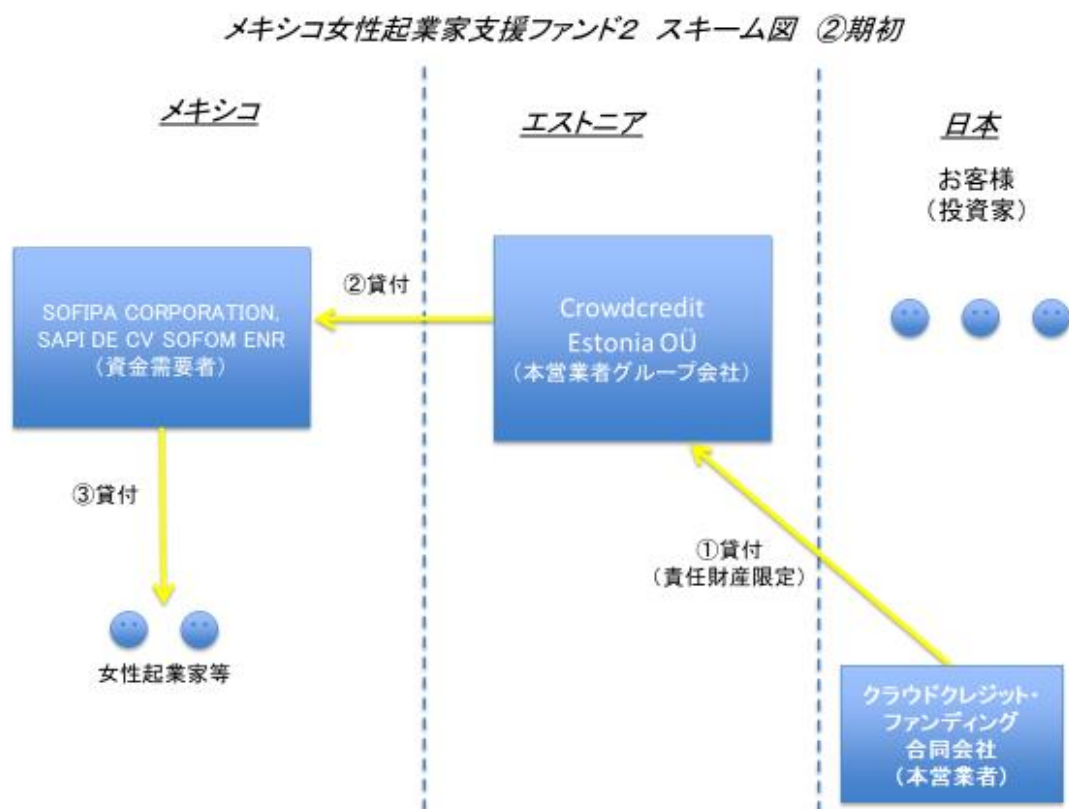 メキシコ女性起業家支援ファンド2 スキーム図 ②期初
メキシコ
エストニア
日本
お客様
（投資家）
SOFIPA CORPORATION,
SAPI DE CV SOFOM ENR
（資金需要者）
②貸付
Crowdcredit
Estonia OÜ
（本営業者グループ会社）
③貸付
①貸付
（責任財産限定）
女性起業家等
クラウドクレジット・
ファンディング
合同会社
（本営業者）